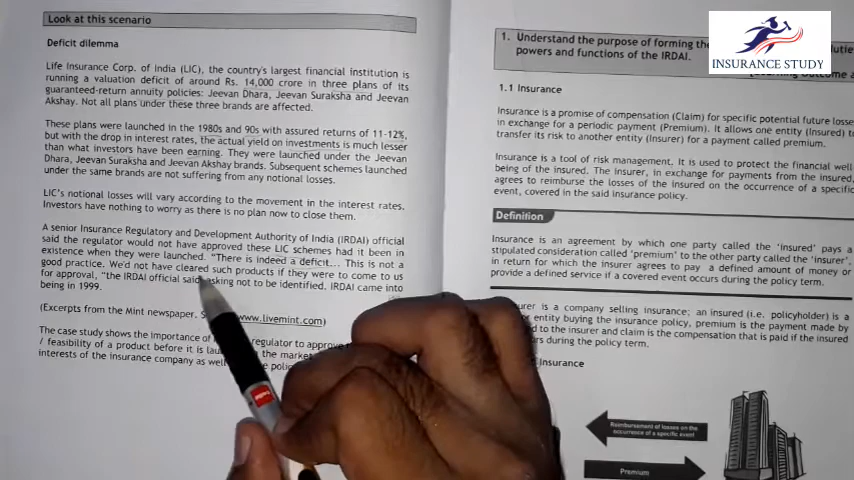 Look at this scenario
Deficit dilemma
Life Insurance Corp. of India (LIC), the country's largest financial institution is
running a valuation deficit of around Rs. 14,000 crore in three plans of its
guaranteed-return annuity policies: Jeevan Dhara, Jeevan Suraksha and Jeevan
Akshay. Not all plans under these three brands are affected.
These plans were launched in the 1980s and 90s with assured returns of 11-12%,
but with the drop in interest rates, the actual yield on investments is much lesser
than what investors have been earning. They were launched under the Jeevan
Dhara, Jeevan Suraksha and Jeevan Akshay brands. Subsequent schemes launched
under the same brands are not suffering from any notional losses.
LIC's notional losses will vary according to the movement in the interest rates.
Investors have nothing to worry as there is no plan now to close them.
A senior Insurance Regulatory and Development Authority of India (IRDAI) official
said the regulator would not have approved these LIC schemes had it been in
existence when they were launched. "There is indeed a deficit... This is not a
good practice. We'd not have cleared such products if they were to come to us
for approval, "the IRDAI official said asking not to be identified. IRDAI came into
being in 1999.
(Excerpts from the Mint newspaper. www.livemint.com)
The case study shows the importance of regulator to approve
/ feasibility of a product before it is in the market
interests of the insurance company as well
1. Understand the purpose of forming the
powers and functions of the IRDAI.
INSURANCE STUDY
1.1 Insurance
Insurance is a promise of compensation (Claim) for specific potential future losse
in exchange for a periodic payment (Premium). It allows one entity (Insured) to
transfer its risk to another entity (Insurer) for a payment called premium.
Insurance is a tool of risk management. It is used to protect the financial well
being of the insured. The insurer, in exchange for payments from the insured,
agrees to reimburse the losses of the insured on the occurrence of a specific
event, covered in the said insurance policy.
Definition
Insurance is an agreement by which one party called the 'insured' pays a
stipulated consideration called 'premium' to the other party called the 'insurer',
in return for which the insurer agrees to pay a defined amount of money or
provide a defined service if a covered event occurs during the policy term.
is a company selling insurance; an insured (i.e. policyholder) is
or entity buying the insurance policy, premium is the payment made by
to the insurer and claim is the compensation that is paid if the insured
during the policy term.
Insurance
Reimbursement of losses on the
occurrence of a specific event
Premium